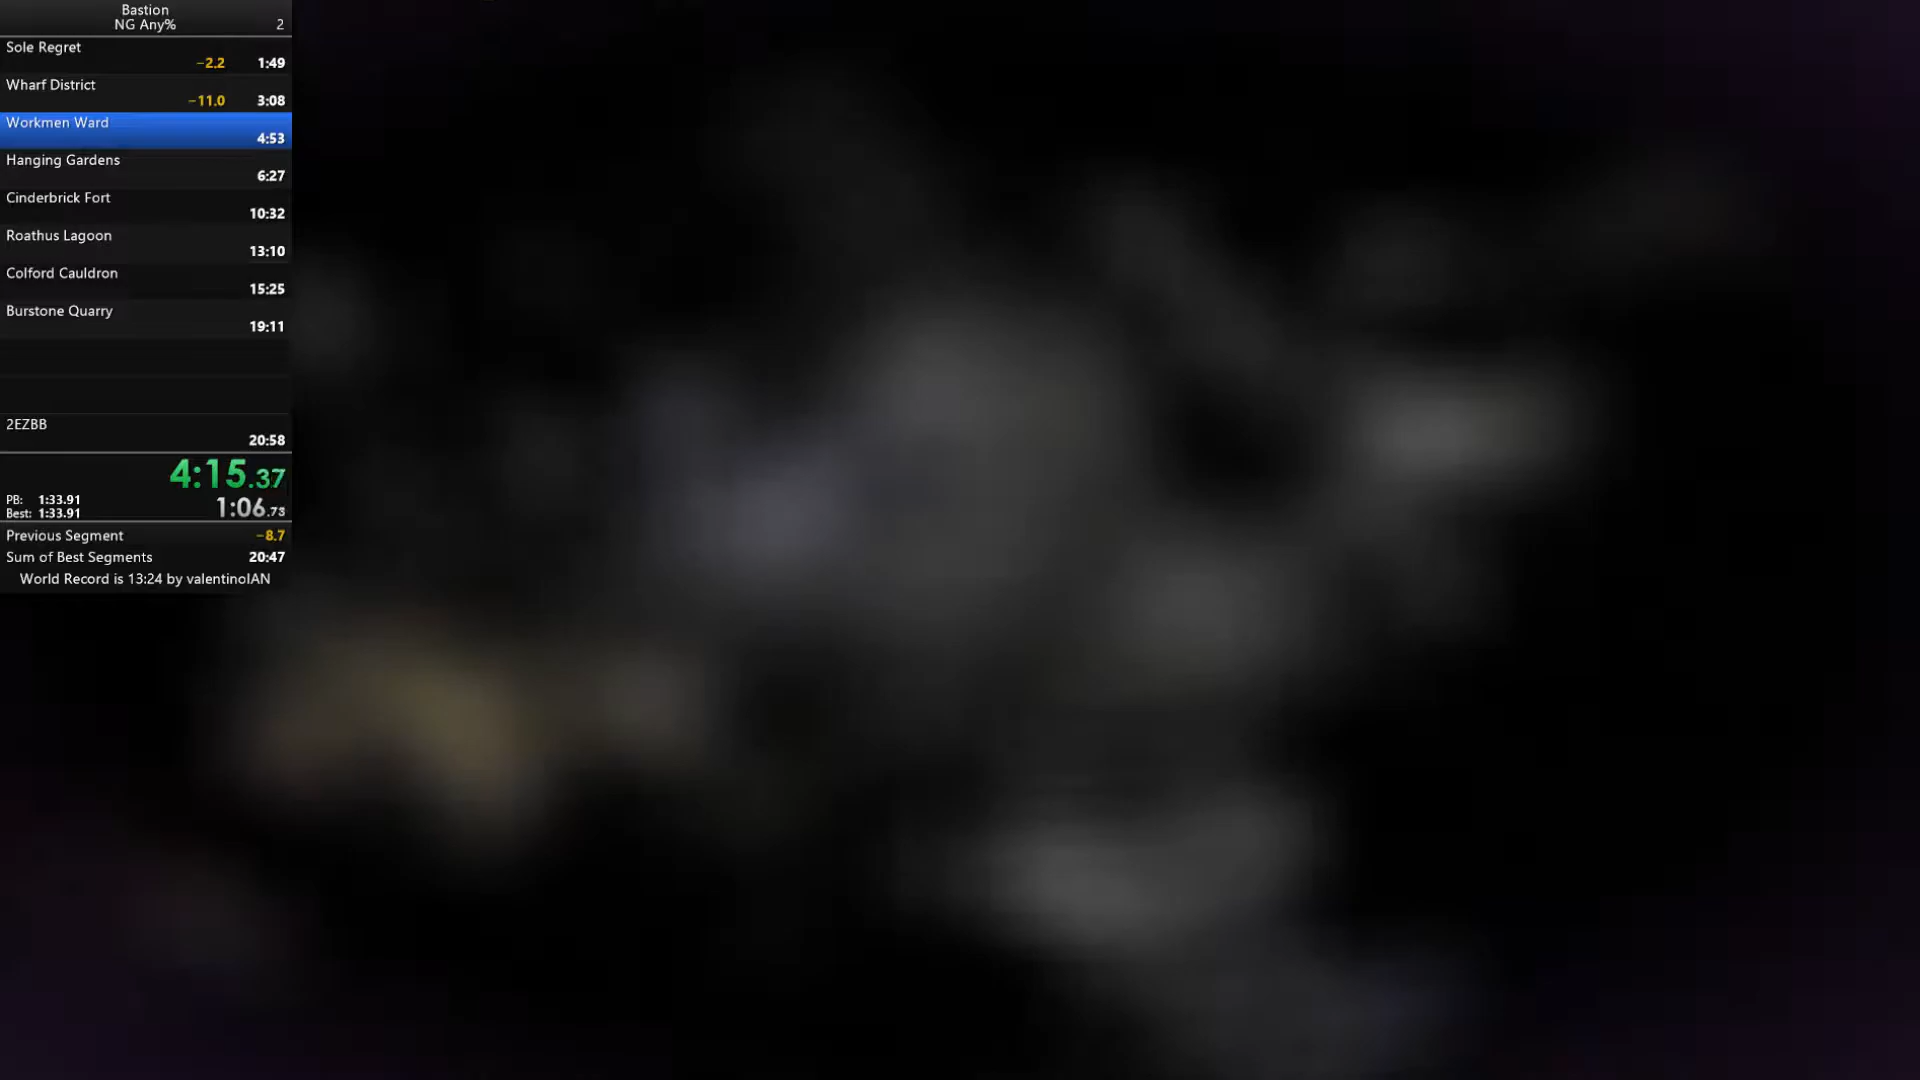 Bastion
NG Any% 2
Sole Regret
−2.2 1:49
Wharf District
−11.0 3:08
Workmen Ward
4:53
Hanging Gardens
6:27
Cinderbrick Fort
10:32
Roathus Lagoon
13:10
Colford Cauldron
15:25
Burstone Quarry
19:11
2EZBB
20:58
4:15.37
PB: 1:33.91
Best: 1:33.91
1:06.73
Previous Segment −8.7
Sum of Best Segments 20:47
World Record is 13:24 by valentinoIAN